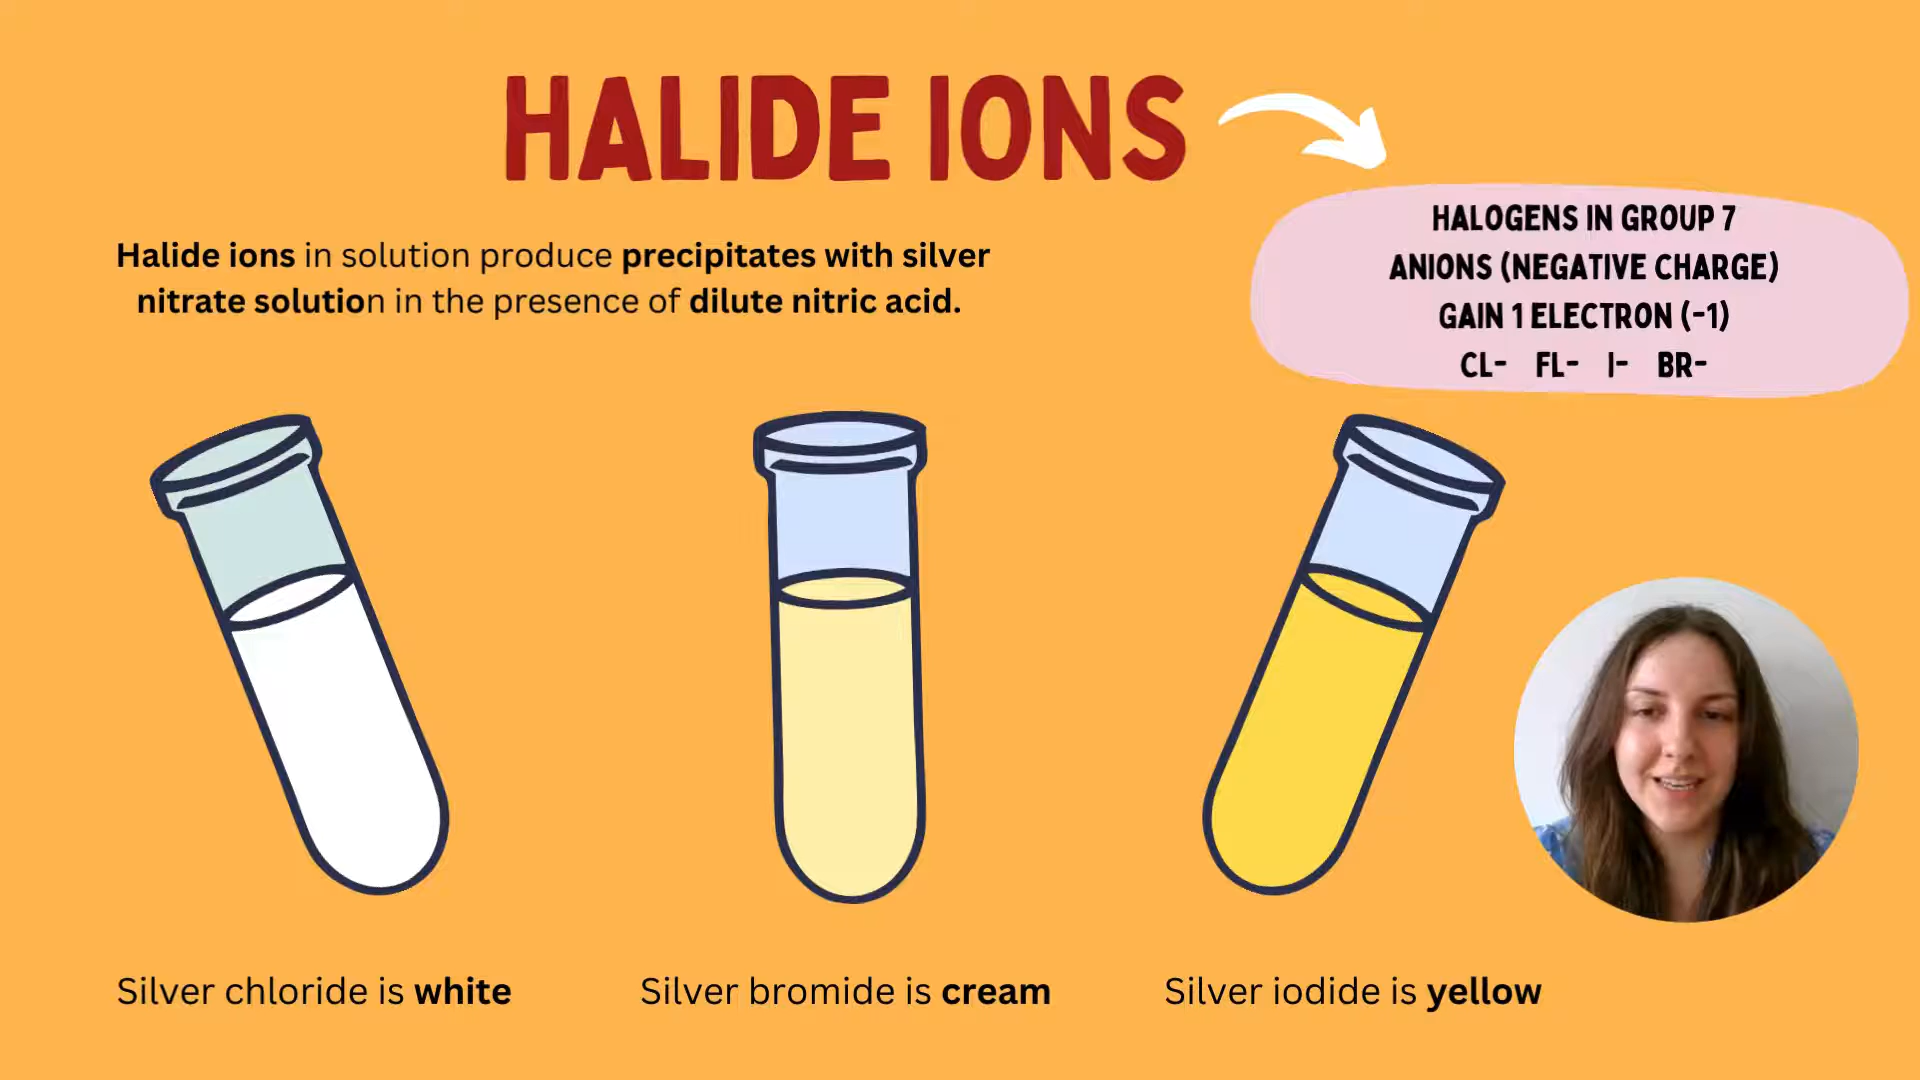 HALIDE IONS
Halide ions in solution produce precipitates with silver
nitrate solution in the presence of dilute nitric acid.
HALOGENS IN GROUP 7
ANIONS (NEGATIVE CHARGE)
GAIN 1 ELECTRON (-1)
CL- FL- I- BR-
Silver chloride is white
Silver bromide is cream
Silver iodide is yellow